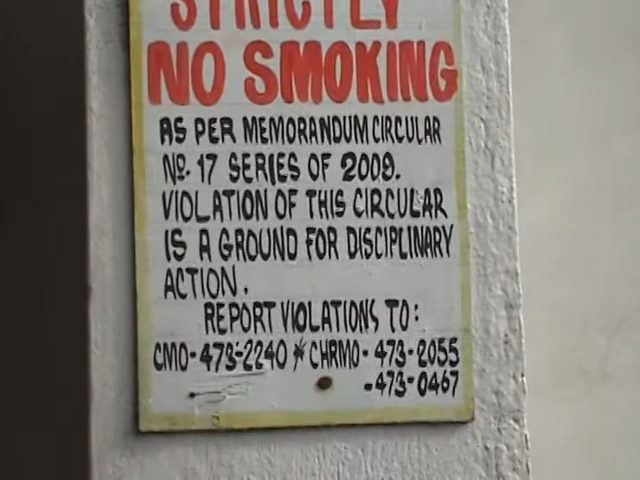 STRICTLY
NO SMOKING
AS PER MEMORANDUM CIRCULAR
Nº. 17 SERIES OF 2009.
VIOLATION OF THIS CIRCULAR
IS A GROUND FOR DISCIPLINARY
ACTION.
REPORT VIOLATIONS TO:
CMO-473-2240 * CHRMO-473-2055
-473-0467